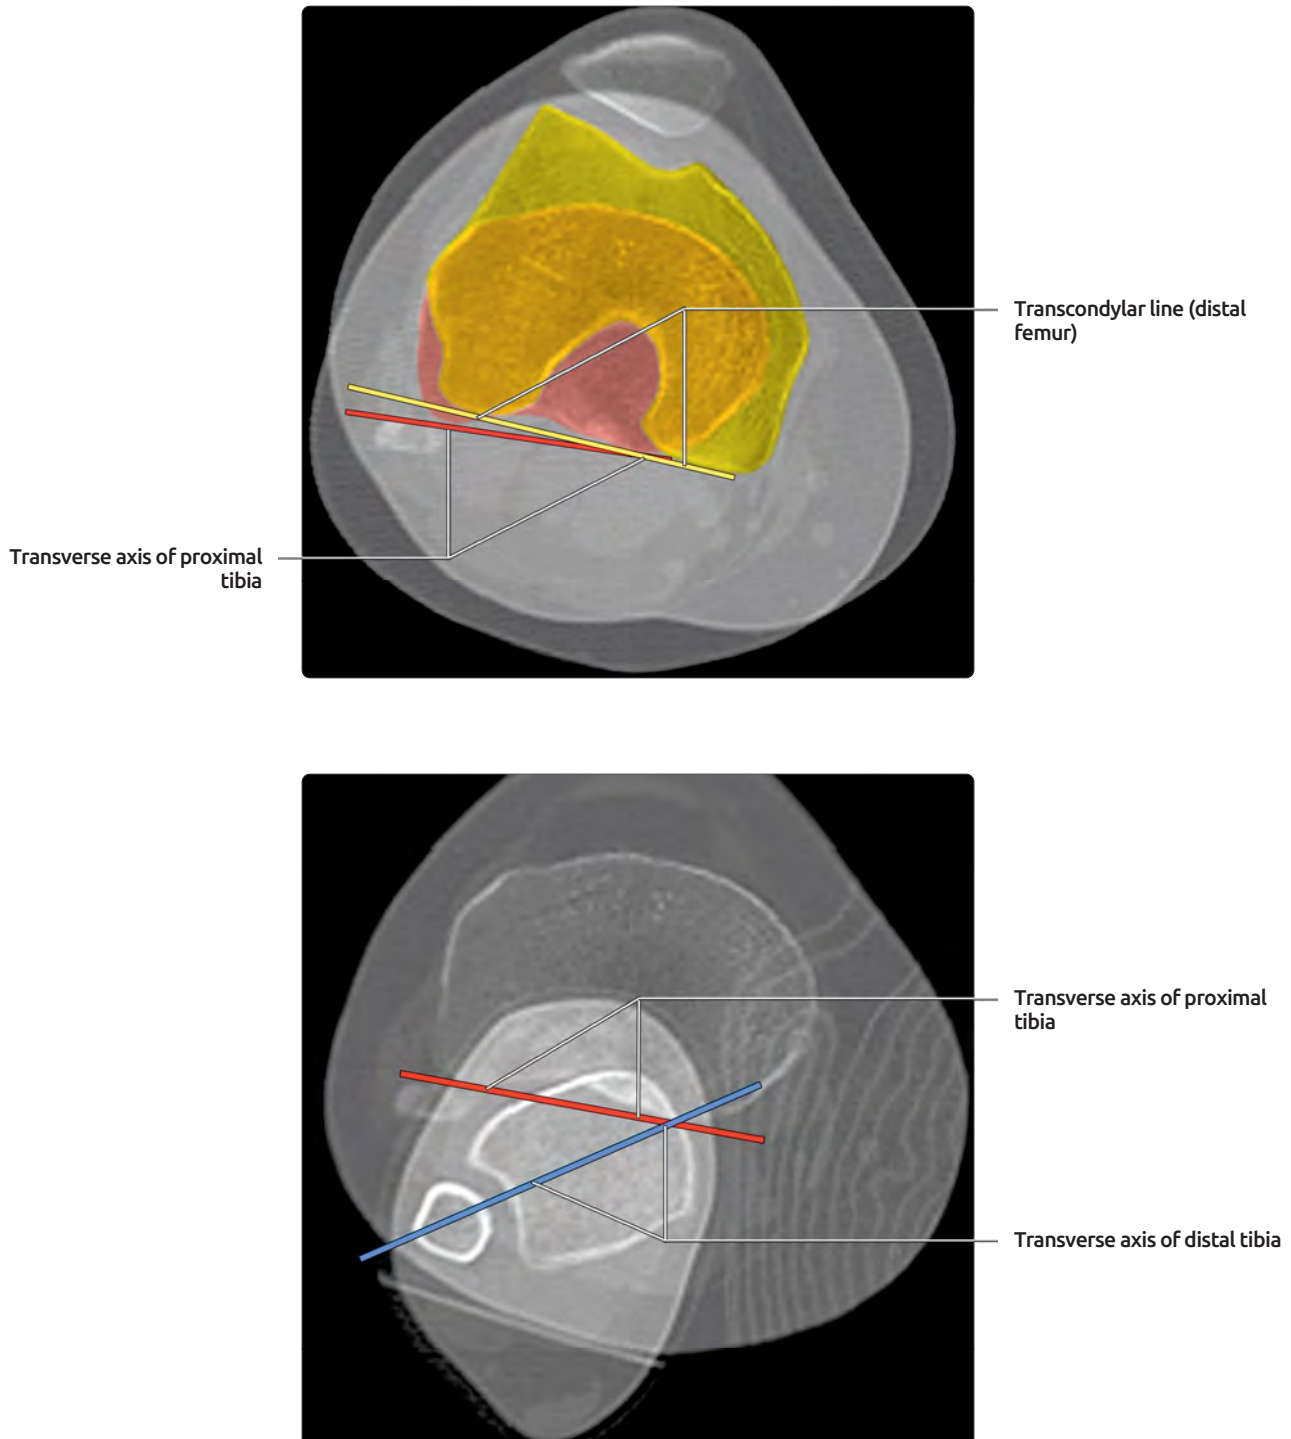 Transcondylar line (distal
femur)
Transverse axis of proximal
tibia
Transverse axis of proximal
tibia
Transverse axis of distal tibia